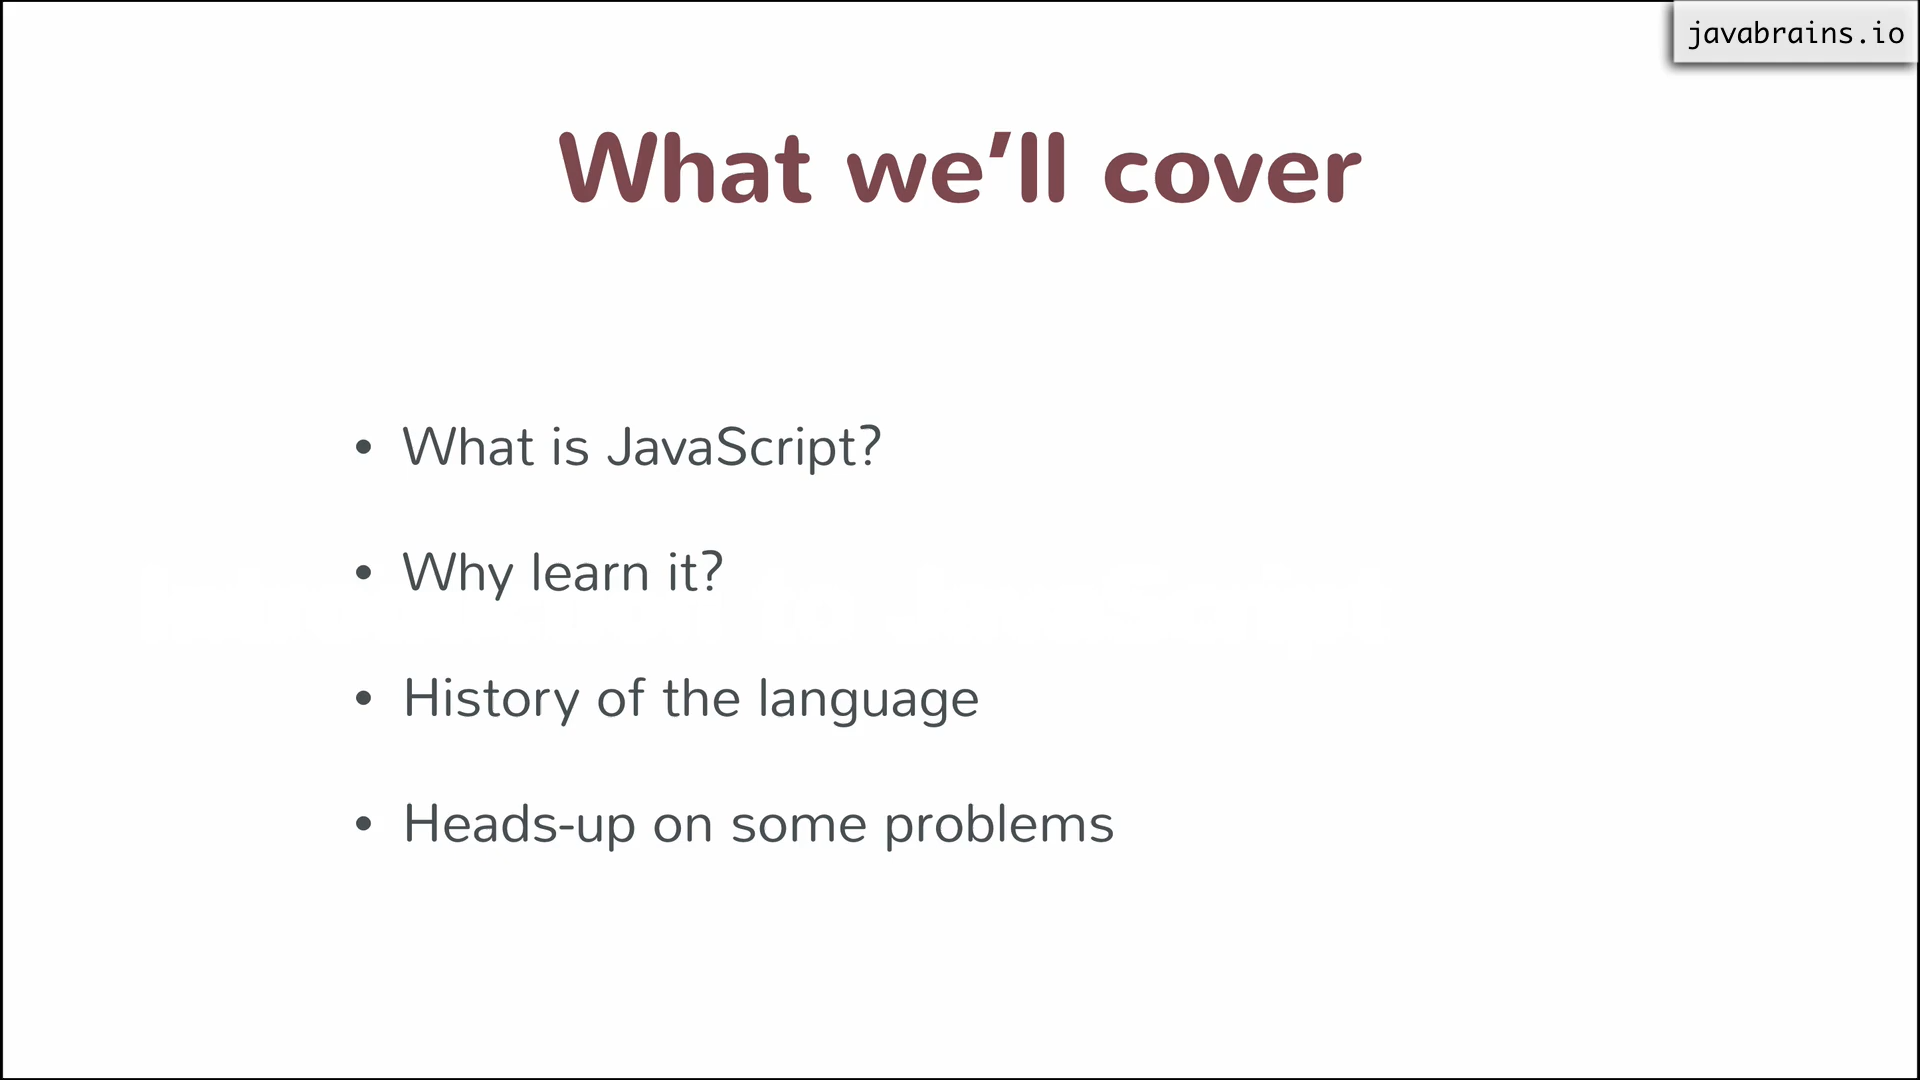 javabrains.io
What we’ll cover
• What is JavaScript?
• Why learn it?
• History of the language
• Heads-up on some problems